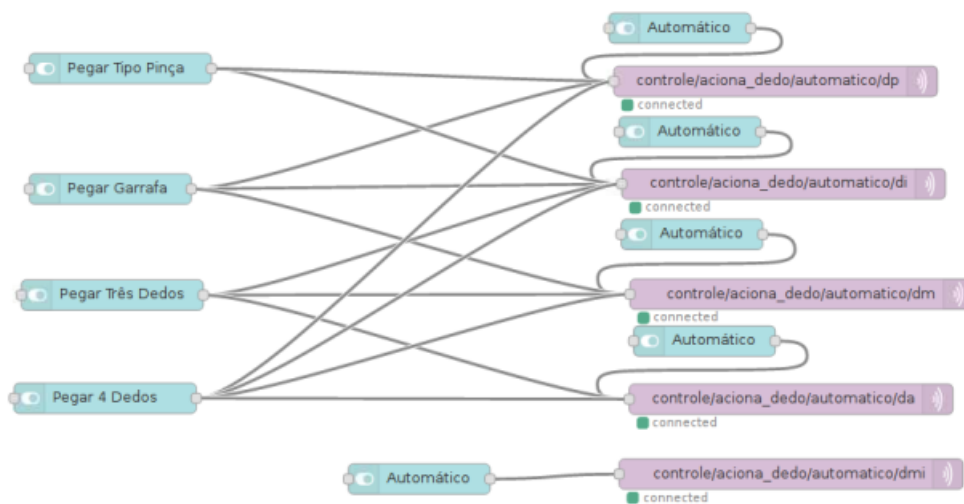 Automático
Pegar Tipo Pinça
controle/aciona_dedo/automatico/dp
connected
Automático
Pegar Garrafa
controle/aciona_dedo/automatico/di
connected
Automático
Pegar Três Dedos
controle/aciona_dedo/automatico/dm
connected
Automático
Pegar 4 Dedos
controle/aciona_dedo/automatico/da
connected
Automático
controle/aciona_dedo/automatico/dmi
connected